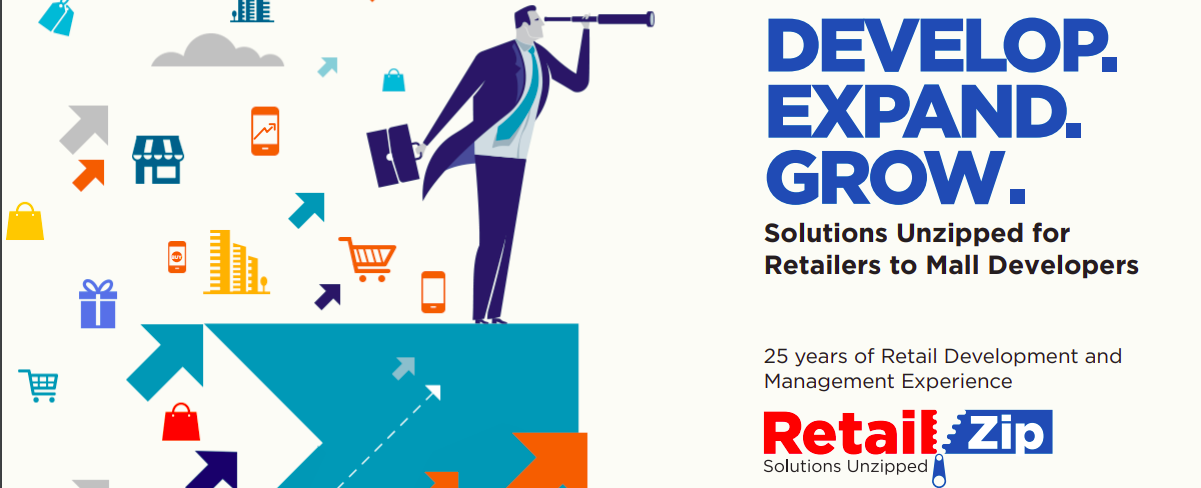 DEVELOP.
EXPAND.
GROW.
Solutions Unzipped for
Retailers to Mall Developers
25 years of Retail Development and
Management Experience
Retail Zip
Solutions Unzipped
BUY